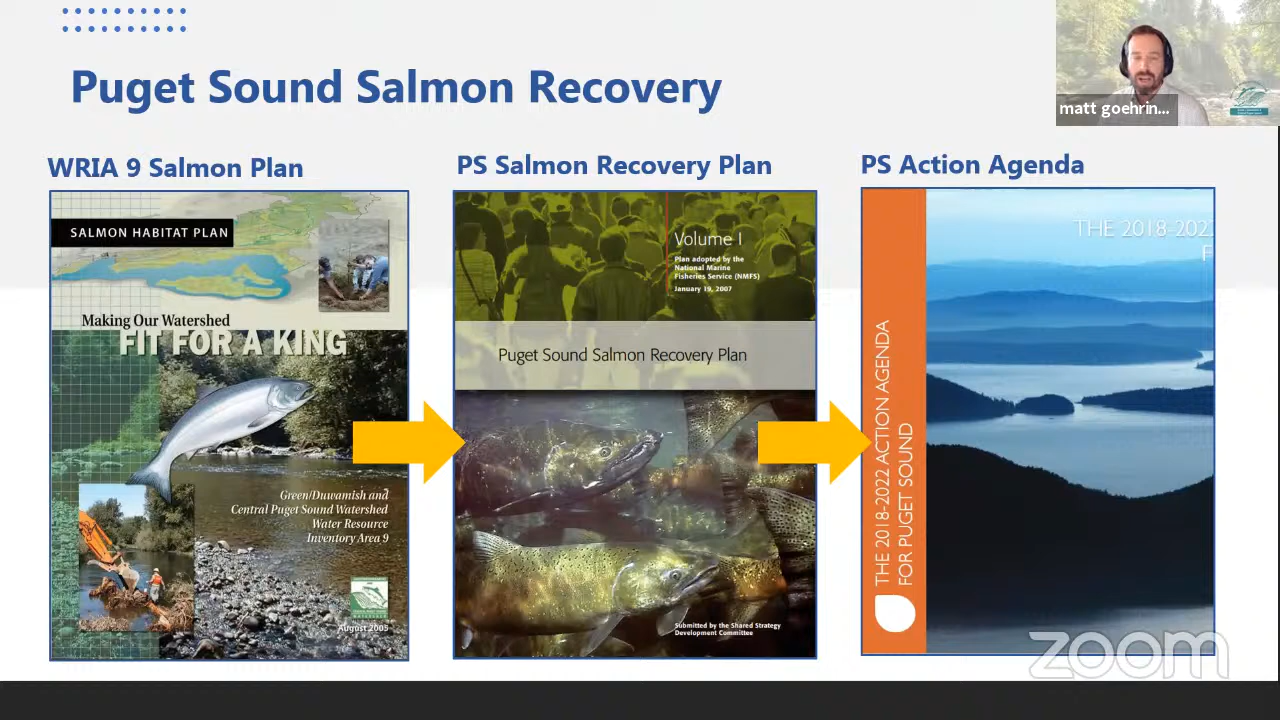 Puget Sound Salmon Recovery
matt goehrin...
WRIA 9 Salmon Plan
SALMON HABITAT PLAN
Making Our Watershed
FIT FOR A KING
Green/Duwamish and
Central Puget Sound Watershed
Water Resource
Inventory Area 9
August 2005
PS Salmon Recovery Plan
Volume I
Plan adopted by the
National Marine
Fisheries Service (NMFS)
January 19, 2007
Puget Sound Salmon Recovery Plan
Submitted by the Shared Strategy
Development Committee
PS Action Agenda
THE 2018-202
F
THE 2018-2022 ACTION AGENDA
FOR PUGET SOUND
zoom